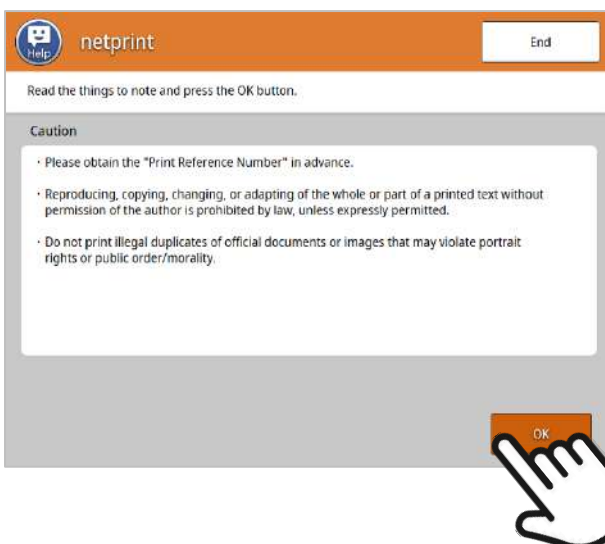 Help
netprint
End
Read the things to note and press the OK button.
Caution
・Please obtain the "Print Reference Number" in advance.
・Reproducing, copying, changing, or adapting of the whole or part of a printed text without
permission of the author is prohibited by law, unless expressly permitted.
・Do not print illegal duplicates of official documents or images that may violate portrait
rights or public order/morality.
OK